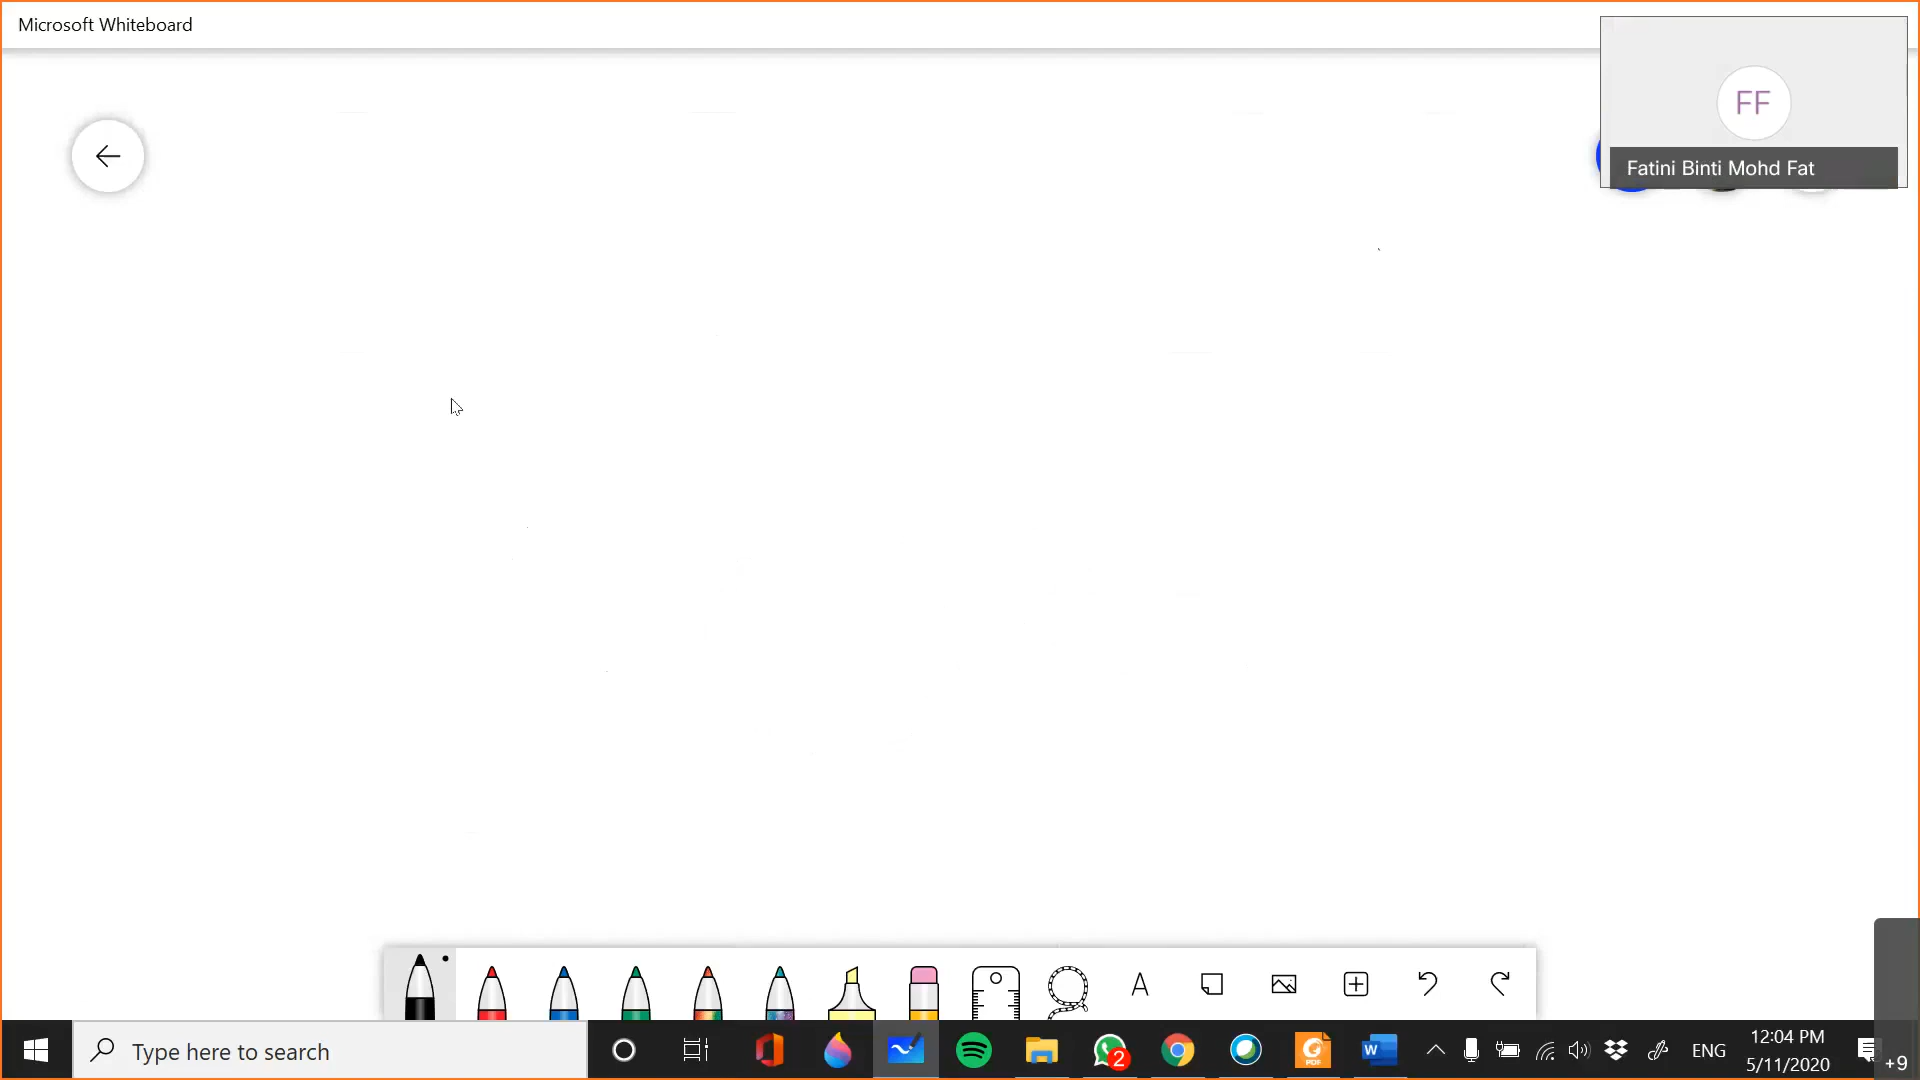 Microsoft Whiteboard
FF
Fatini Binti Mohd Fat
A
Type here to search
2
PDF
W
ENG
12:04 PM
5/11/2020
+9